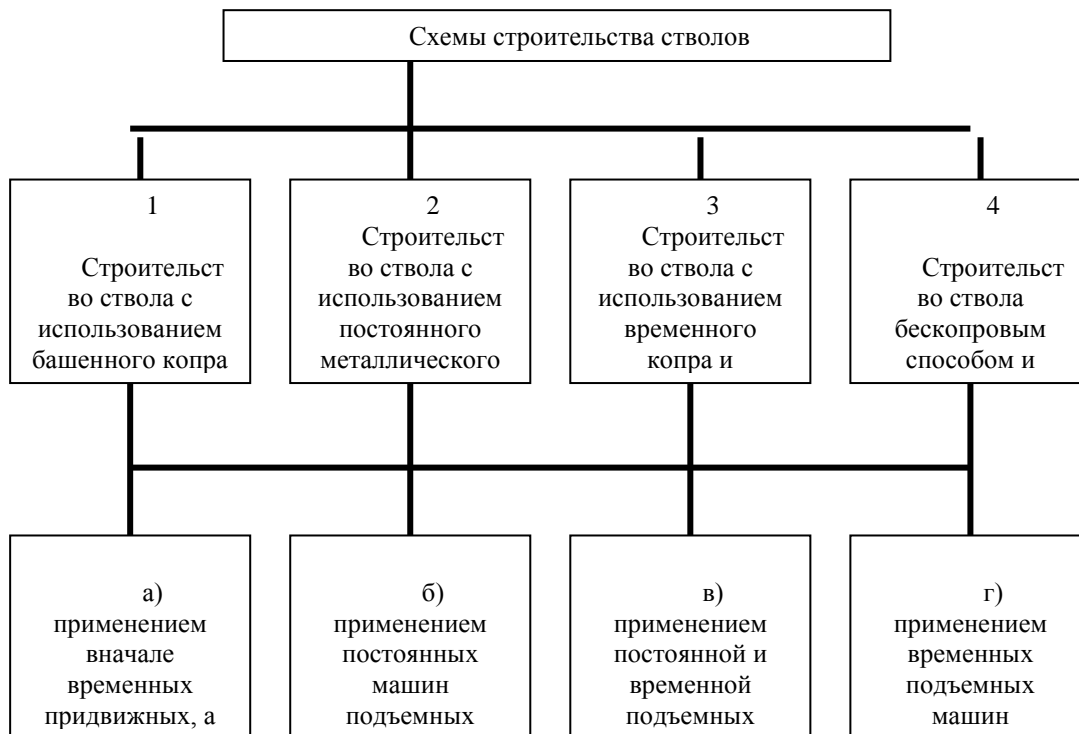 Схемы строительства стволов
1
Строительст
во ствола с
использованием
башенного копра
2
Строительст
во ствола с
использованием
постоянного
металлического
3
Строительст
во ствола с
использованием
временного
копра и
4
Строительст
во ствола
бескопровым
способом и
а)
применением
вначале
временных
придвижных, а
б)
применением
постоянных
машин
подъемных
в)
применением
постоянной и
временной
подъемных
г)
применением
временных
подъемных
машин